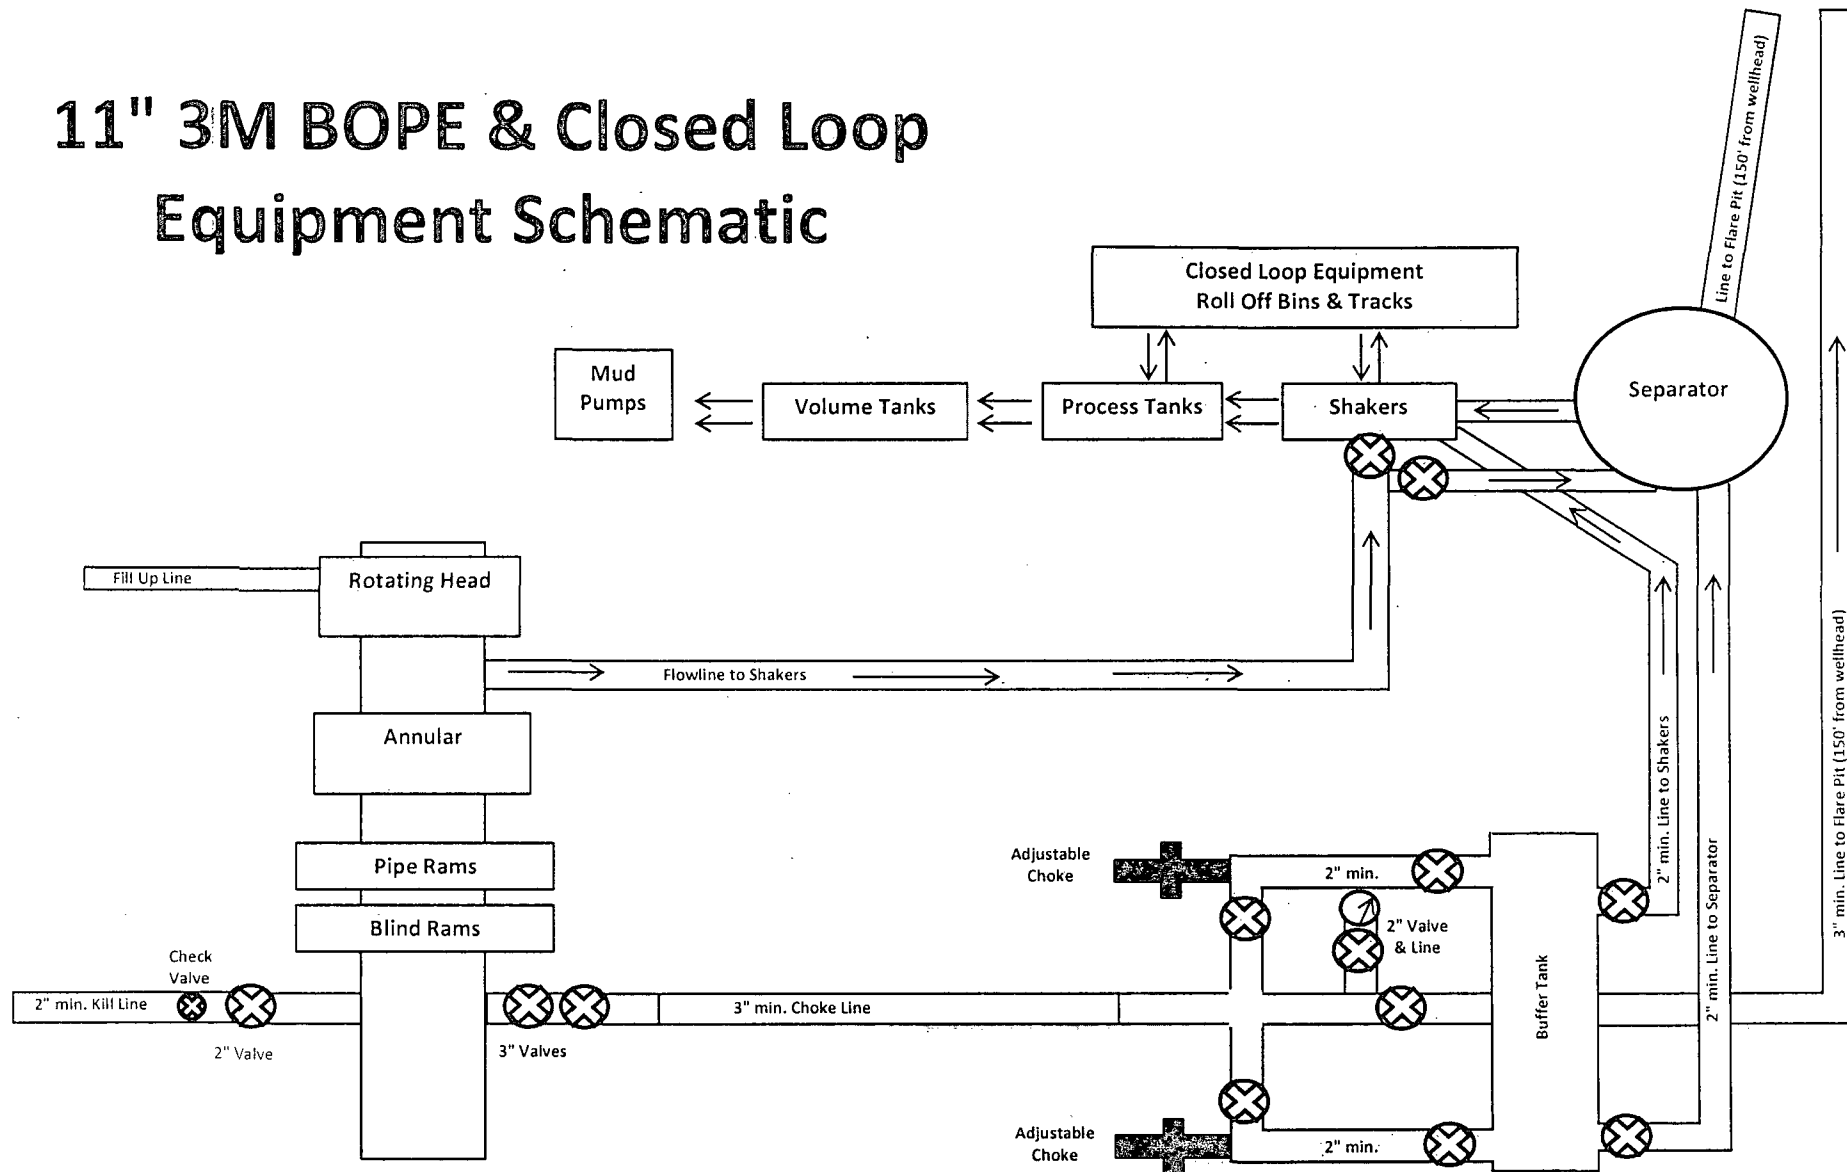 11" 3M BOPE & Closed Loop
Equipment Schematic
Line to Flare Pit (150' from wellhead)
Closed Loop Equipment
Roll Off Bins & Tracks
Mud
Pumps
Volume Tanks
Process Tanks
Shakers
Separator
Fill Up Line
Rotating Head
Flowline to Shakers
Annular
Pipe Rams
Blind Rams
Check
Valve
2" min. Kill Line
2" Valve
3" Valves
3" min. Choke Line
Adjustable
Choke
2" min.
2" Valve
& Line
Buffer Tank
Adjustable
Choke
2" min.
2" min. Line to Shakers
2" min. Line to Separator
3" min. Line to Flare Pit (150' from wellhead)